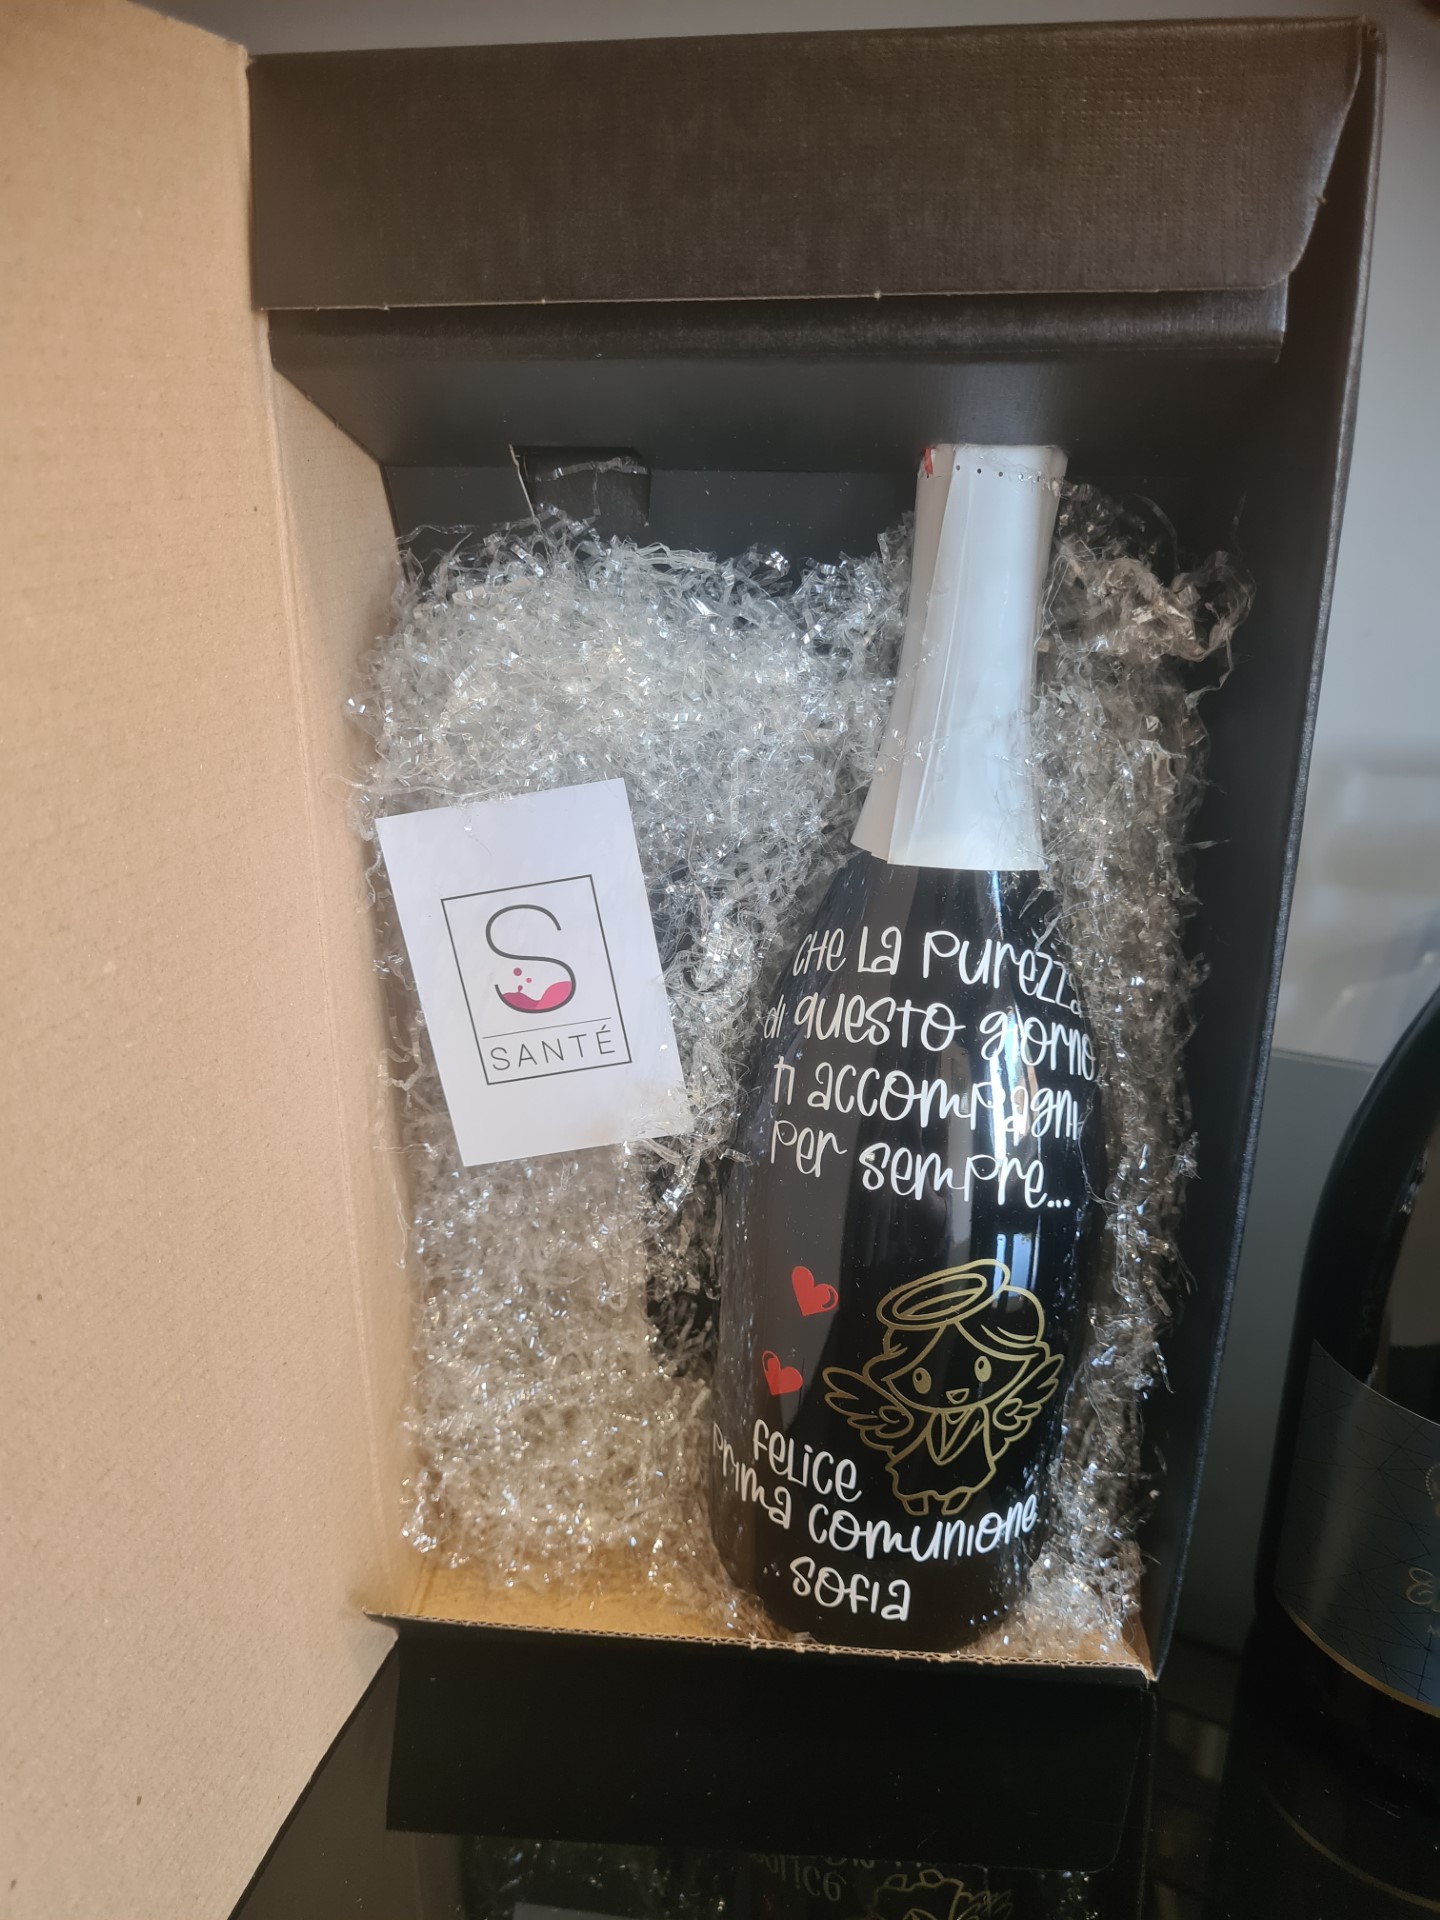 S
SANTÉ
CHE LA PUREZZA
di QUESTO GIORNO
TI ACCOMPAGNI
PER SEMPRE...
FELICE
PRIMA COMUNIONE
SOFIA